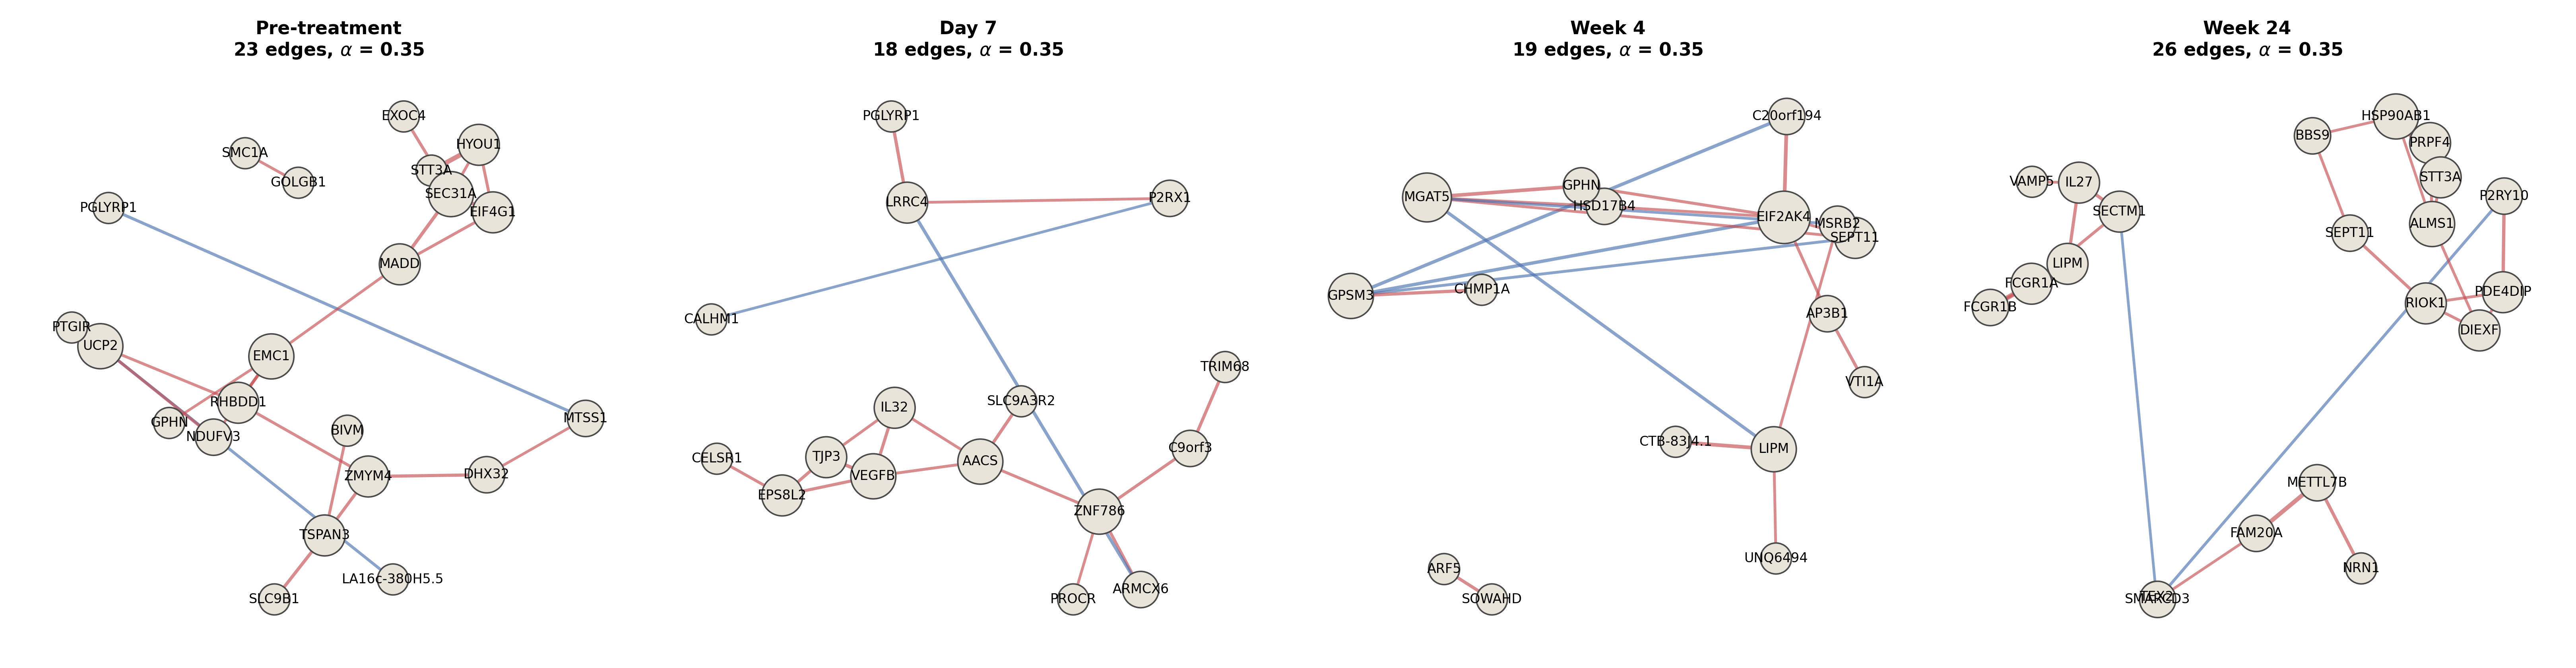 Pre-treatment
23 edges, α = 0.35
EXOC4
HYOU1
SMC1A
STT3A
GOLGB1
SEC31A
PGLYRP1
EIF4G1
MADD
PTGIR
UCP2
EMC1
RHBDD1
GPHN
MTSS1
BIVM
NDUFV3
DHX32
ZMYM4
TSPAN3
LA16c-380H5.5
SLC9B1
Day 7
18 edges, α = 0.35
PGLYRP1
P2RX1
LRRC4
CALHM1
TRIM68
SLC9A3R2
IL32
C9orf3
CELSR1
TJP3
AACS
VEGFB
EPS8L2
ZNF786
ARMCX6
PROCR
Week 4
19 edges, α = 0.35
C20orf194
GPHN
MGAT5
HSD17B4
EIF2AK4
MSRB2
SEPT11
CHMP1A
GPSM3
AP3B1
VTI1A
CTB-83J4.1
LIPM
UNQ6494
ARF5
SOWAHD
Week 24
26 edges, α = 0.35
HSP90AB1
BBS9
PRPF4
STT3A
VAMP5
IL27
P2RY10
SECTM1
ALMS1
SEPT11
LIPM
FCGR1A
PDE4DIP
FCGR1B
RIOK1
DIEXF
METTL7B
FAM20A
NRN1
TEX2
SMARCD3